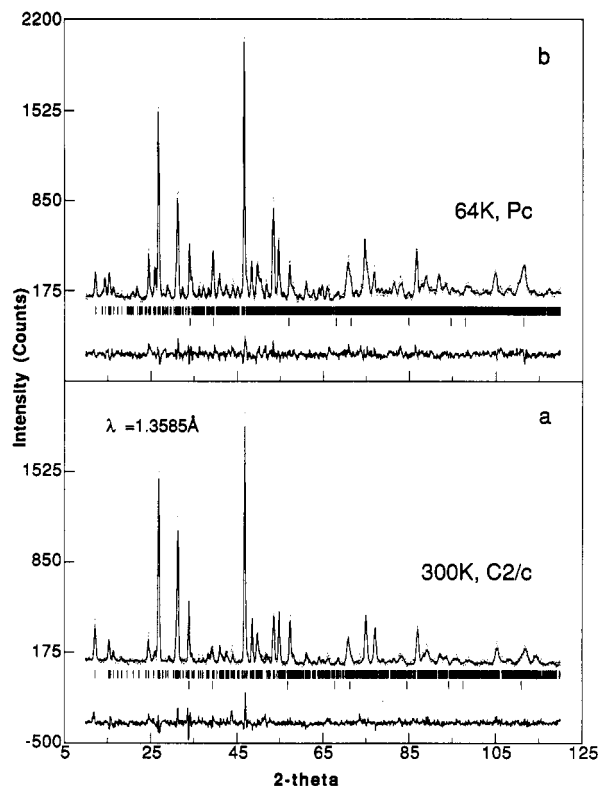 2200
b
1525
850
64K, Pc
175
Intensity (Counts)
λ =1.3585Å
a
1525
850
300K, C2/c
175
-500
5 25 45 65 85 105 125
2-theta